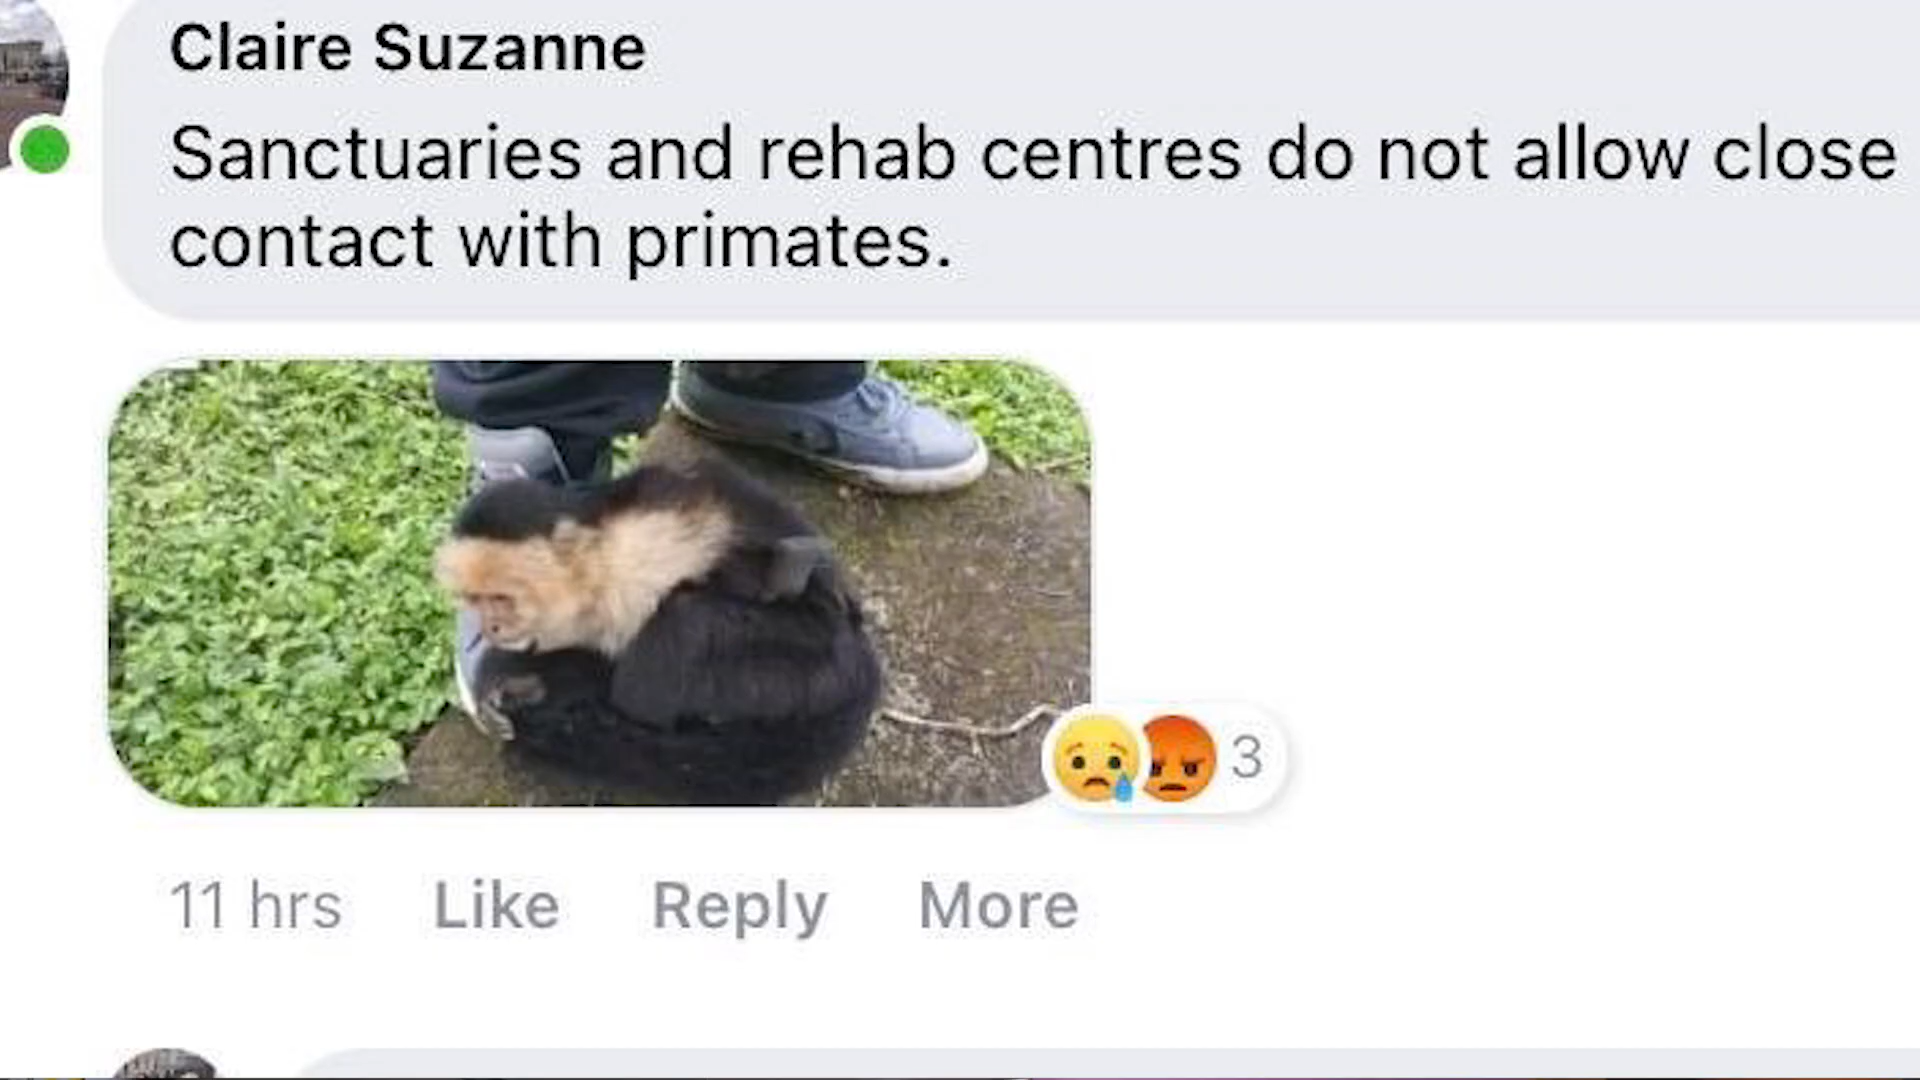 Claire Suzanne
Sanctuaries and rehab centres do not allow close
contact with primates.
3
11 hrs Like Reply More